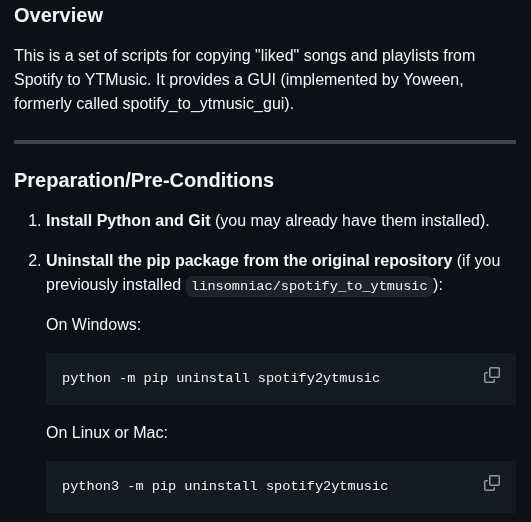 Overview
This is a set of scripts for copying "liked" songs and playlists from
Spotify to YTMusic. It provides a GUI (implemented by Yoween,
formerly called spotify_to_ytmusic_gui).
Preparation/Pre-Conditions
1. Install Python and Git (you may already have them installed).
2. Uninstall the pip package from the original repository (if you
previously installed linsomniac/spotify_to_ytmusic):
On Windows:
python -m pip uninstall spotify2ytmusic
On Linux or Mac:
python3 -m pip uninstall spotify2ytmusic